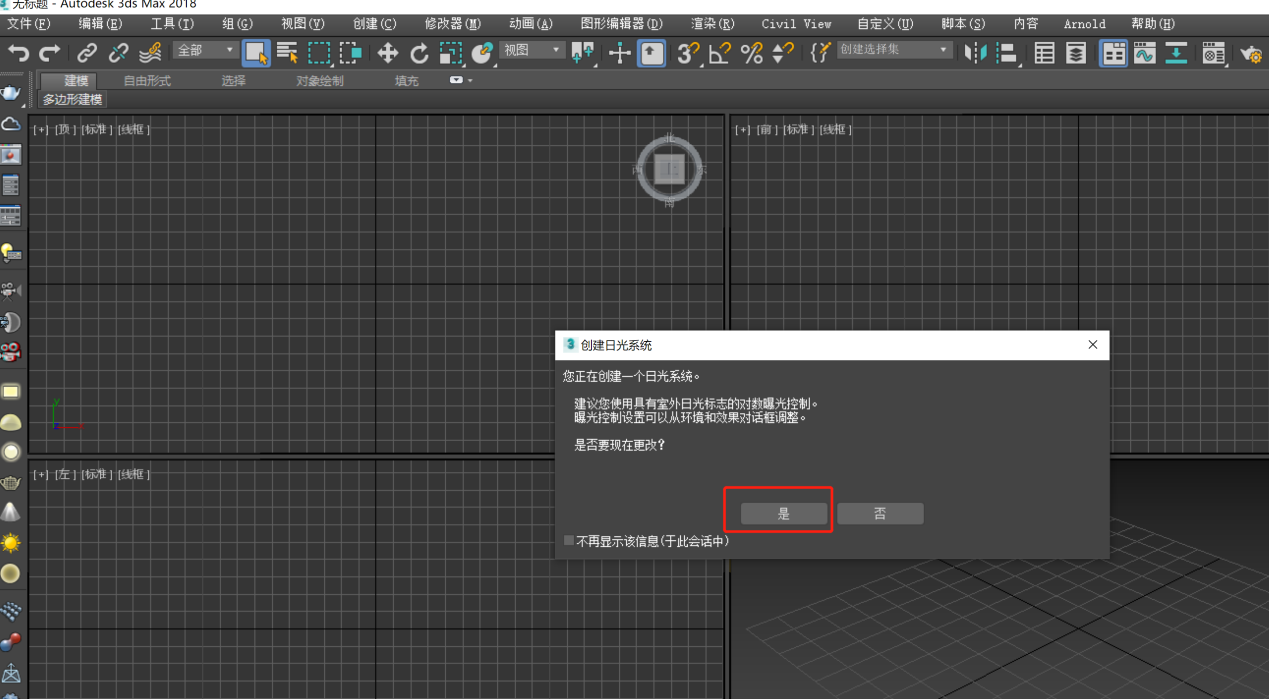 无标题 - Autodesk 3ds Max 2018
文件(F) 编辑(E) 工具(T) 组(G) 视图(V) 创建(C) 修改器(M) 动画(A) 图形编辑器(D) 渲染(R) Civil View 自定义(U) 脚本(S) 内容 Arnold 帮助(H)
全部 视图 创建选择集
建模 自由形式 选择 对象绘制 填充
多边形建模
[+] [顶] [标准] [线框]
[+] [前] [标准] [线框]
北
上
东
南
创建日光系统
您正在创建一个日光系统。
建议您使用具有室外日光标志的对数曝光控制。
曝光控制设置可以从环境和效果对话框调整。
是否要现在更改?
是 否
不再显示该信息(于此会话中)
y
z
x
[+] [左] [标准] [线框]